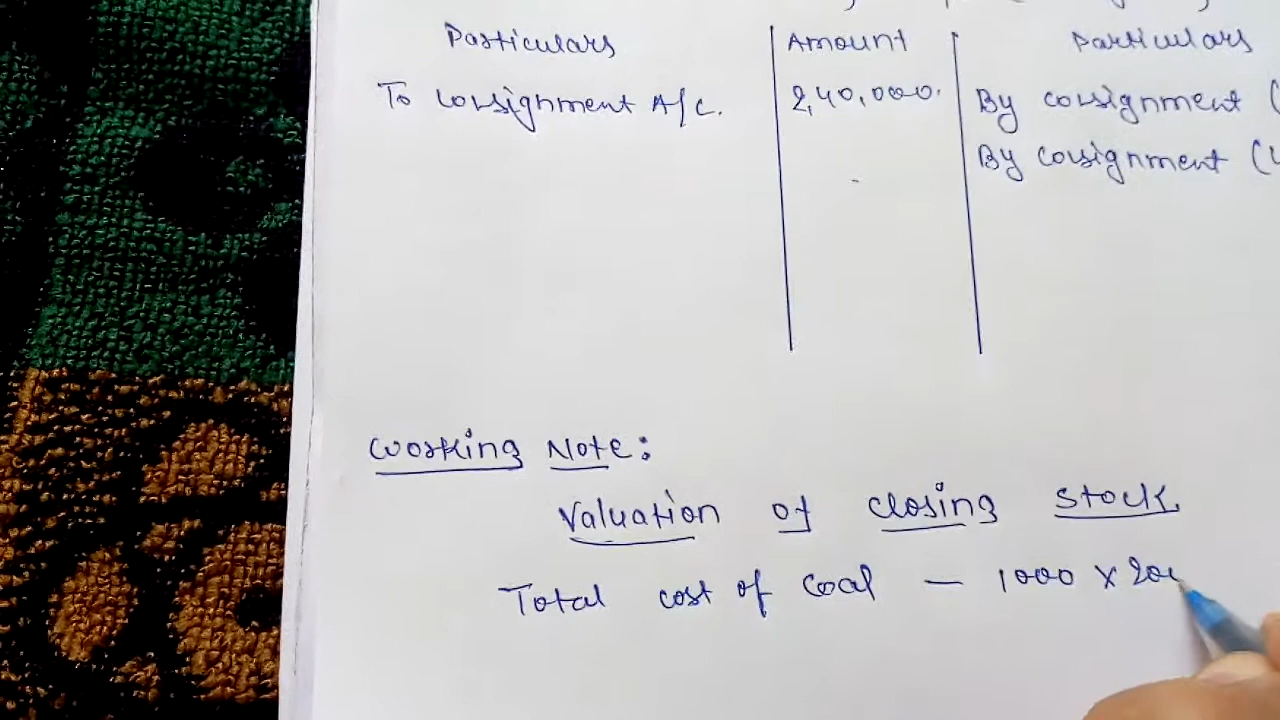 Particulars Amount Particulars
To Consignment A/C. 2,40,000. By consignment (
By consignment (
Working Note:
Valuation of closing stock
Total cost of Coal — 1000 × 200